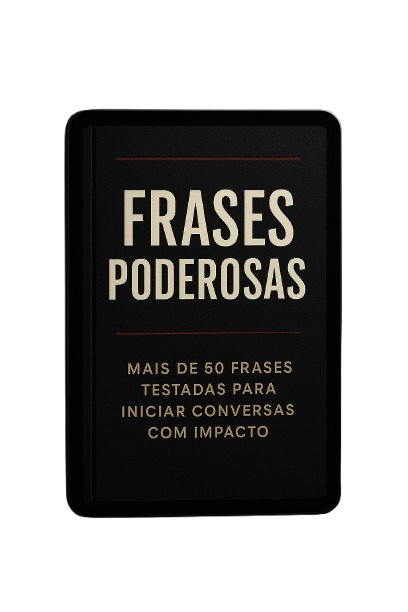 FRASES
PODEROSAS
MAIS DE 50 FRASES
TESTADAS PARA
INICIAR CONVERSAS
COM IMPACTO